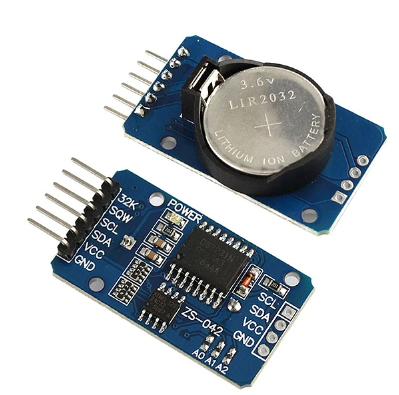 3.6v
LIR2032
+
LITHIUM ION BATTERY
32K
SQW
SCL
SDA
VCC
GND
POWER
ZS-042
A0 A1 A2
SCL
SDA
VCC
GND